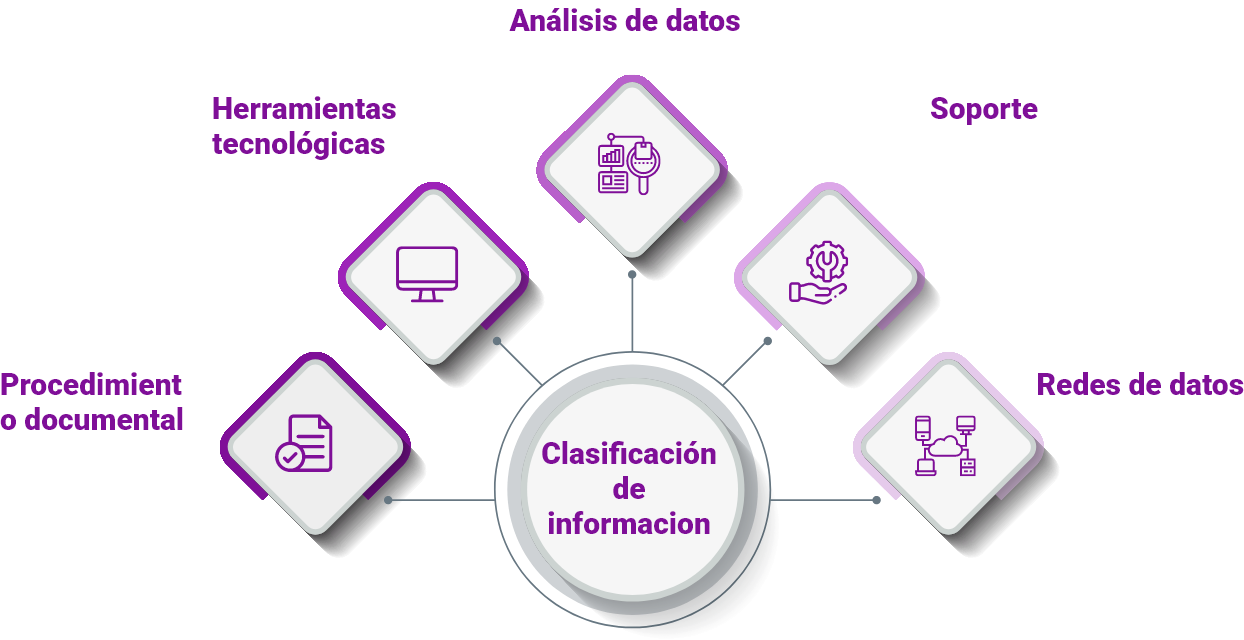 Análisis de datos
Herramientas
tecnológicas
Soporte
Procedimient
o documental
Redes de datos
Clasificación
de
informacion